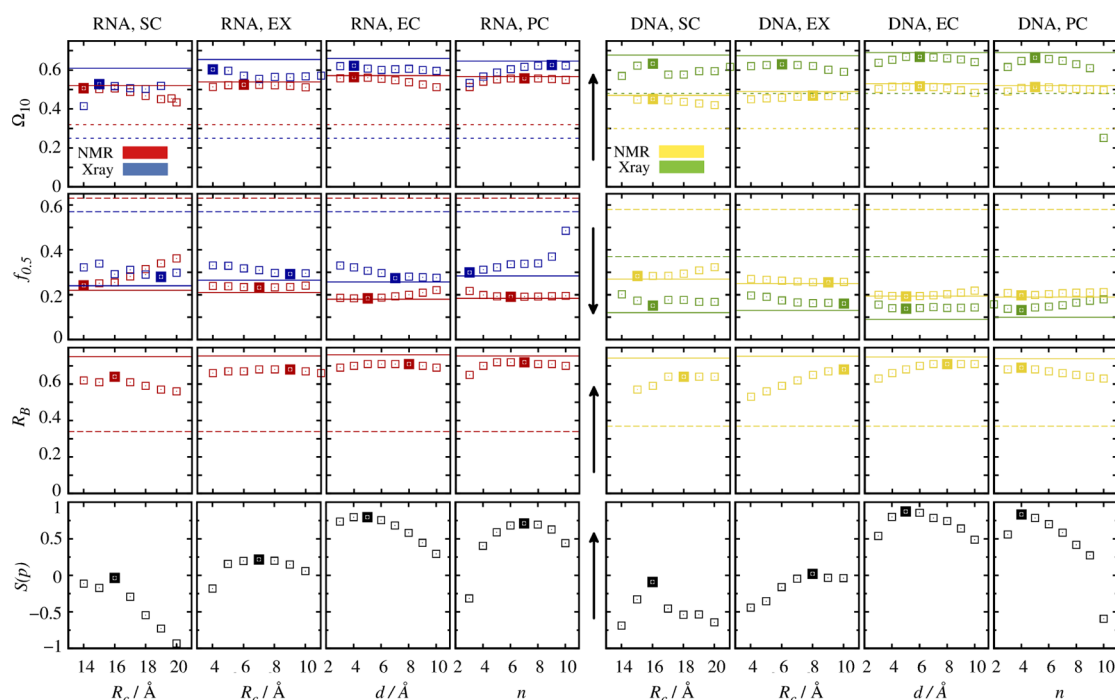 RNA, SC RNA, EX RNA, EC RNA, PC DNA, SC DNA, EX DNA, EC DNA, PC
Ω10
0.6
0.4
0.2
0
NMR
Xray
NMR
Xray
f0.5
0.6
0.4
0.2
0
RB
0.6
0.4
0.2
0
S(p)
1
0.5
0
−0.5
−1
14 16 18 20 4 6 8 10 2 4 6 8 10 2 4 6 8 10 14 16 18 20 4 6 8 10 2 4 6 8 10 2 4 6 8 10
Rc / Å Rc / Å d / Å n Rc / Å Rc / Å d / Å n